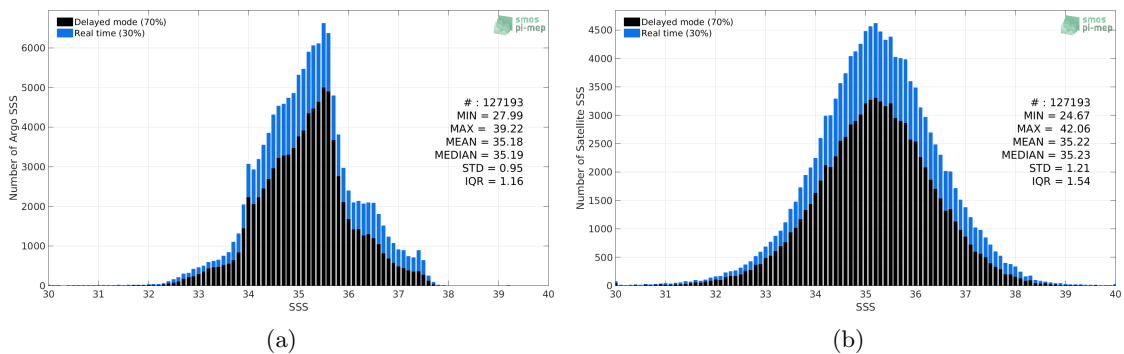 Delayed mode (70%)
Real time (30%)
smos
pi-mep
Number of Argo SSS
6000
5000
4000
3000
2000
1000
0
# : 127193
MIN = 27.99
MAX = 39.22
MEAN = 35.18
MEDIAN = 35.19
STD = 0.95
IQR = 1.16
30 31 32 33 34 35 36 37 38 39 40
SSS
(a)
Delayed mode (70%)
Real time (30%)
smos
pi-mep
Number of Satellite SSS
4500
4000
3500
3000
2500
2000
1500
1000
500
0
# : 127193
MIN = 24.67
MAX = 42.06
MEAN = 35.22
MEDIAN = 35.23
STD = 1.21
IQR = 1.54
30 31 32 33 34 35 36 37 38 39 40
SSS
(b)